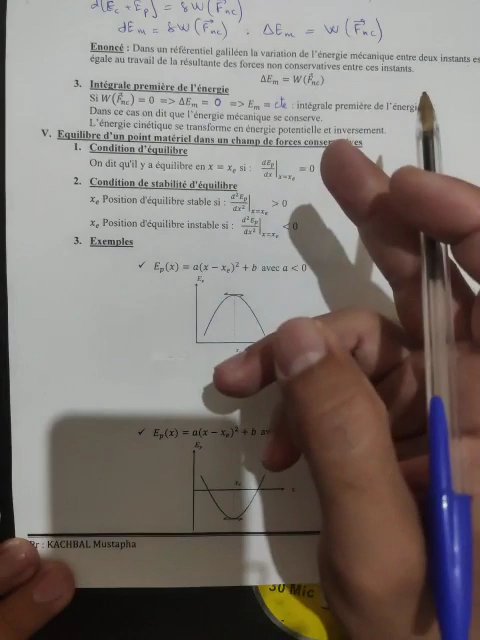 d(Ec + Ep) = δW(F⃗nc)
dEm = δW(F⃗nc) . ΔEm = W(F⃗nc)
Enoncé : Dans un référentiel galiléen la variation de l'énergie mécanique entre deux instants es
égale au travail de la résultante des forces non conservatives entre ces instants.
ΔEm = W(F⃗nc)
3. Intégrale première de l'énergie
Si W(F⃗nc) = 0 => ΔEm = 0 => Em = cte : intégrale première de l'énergie
Dans ce cas on dit que l'énergie mécanique se conserve.
L'énergie cinétique se transforme en énergie potentielle et inversement.
V. Equilibre d'un point matériel dans un champ de forces conservatives
1. Condition d'équilibre
On dit qu'il y a équilibre en x = xe si : dEp/dx|x=xe = 0
2. Condition de stabilité d'équilibre
xe Position d'équilibre stable si : d²Ep/dx²|x=xe > 0
xe Position d'équilibre instable si : d²Ep/dx²|x=xe < 0
3. Exemples
✓ Ep(x) = a(x − xe)² + b avec a < 0
Ep
✓ Ep(x) = a(x − xe)² + b
Ep
xe
x
Pr : KACHBAL Mustapha
30 Mic